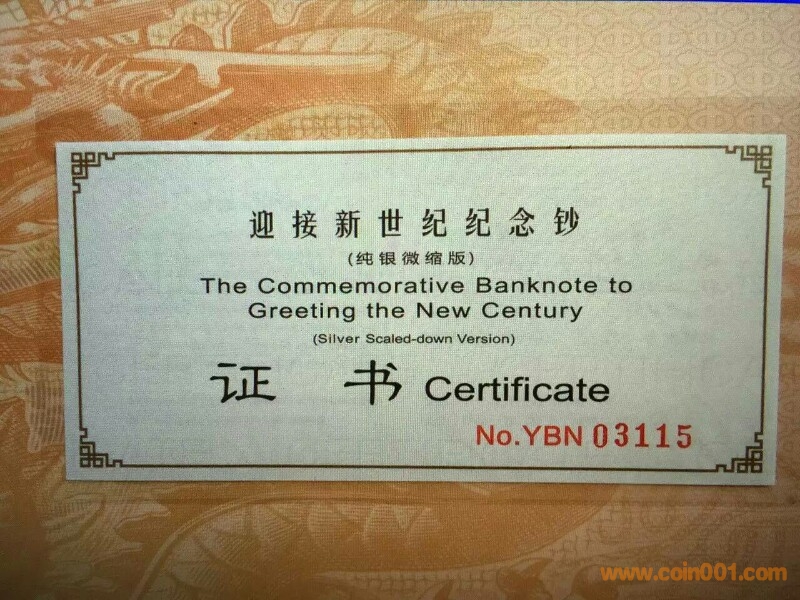 迎接新世纪纪念钞
(纯银微缩版)
The Commemorative Banknote to
Greeting the New Century
(Silver Scaled-down Version)
证 书 Certificate
No.YBN 03115
www.coin001.com